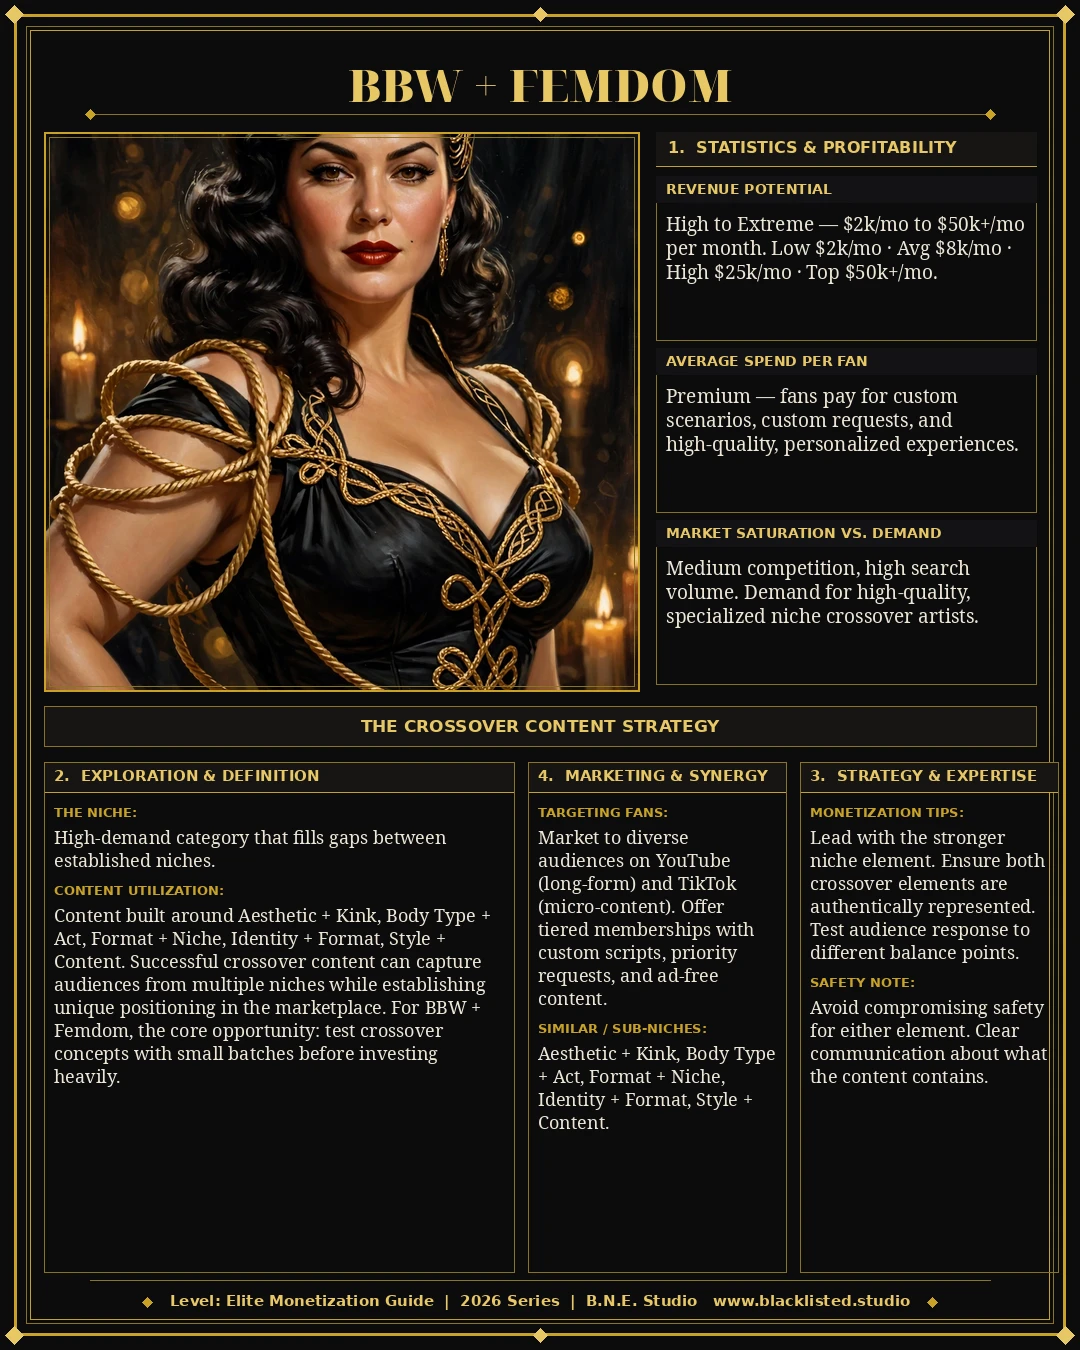 BBW + FEMDOM
1. STATISTICS & PROFITABILITY
REVENUE POTENTIAL
High to Extreme — $2k/mo to $50k+/mo
per month. Low $2k/mo · Avg $8k/mo ·
High $25k/mo · Top $50k+/mo.
AVERAGE SPEND PER FAN
Premium — fans pay for custom
scenarios, custom requests, and
high-quality, personalized experiences.
MARKET SATURATION VS. DEMAND
Medium competition, high search
volume. Demand for high-quality,
specialized niche crossover artists.
THE CROSSOVER CONTENT STRATEGY
2. EXPLORATION & DEFINITION
THE NICHE:
High-demand category that fills gaps between
established niches.
CONTENT UTILIZATION:
Content built around Aesthetic + Kink, Body Type +
Act, Format + Niche, Identity + Format, Style +
Content. Successful crossover content can capture
audiences from multiple niches while establishing
unique positioning in the marketplace. For BBW +
Femdom, the core opportunity: test crossover
concepts with small batches before investing
heavily.
4. MARKETING & SYNERGY
TARGETING FANS:
Market to diverse
audiences on YouTube
(long-form) and TikTok
(micro-content). Offer
tiered memberships with
custom scripts, priority
requests, and ad-free
content.
SIMILAR / SUB-NICHES:
Aesthetic + Kink, Body Type
+ Act, Format + Niche,
Identity + Format, Style +
Content.
3. STRATEGY & EXPERTISE
MONETIZATION TIPS:
Lead with the stronger
niche element. Ensure both
crossover elements are
authentically represented.
Test audience response to
different balance points.
SAFETY NOTE:
Avoid compromising safety
for either element. Clear
communication about what
the content contains.
Level: Elite Monetization Guide | 2026 Series | B.N.E. Studio www.blacklisted.studio